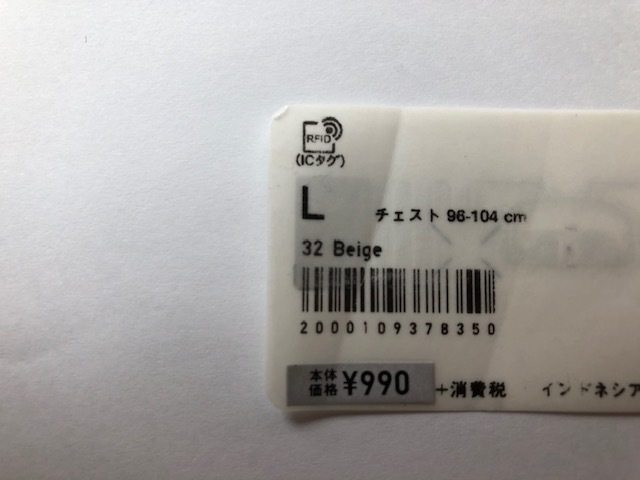 RFID
(ICタグ)
L チェスト 96-104 cm
32 Beige
2000109378350
本体価格 ¥990 +消費税 インドネシア